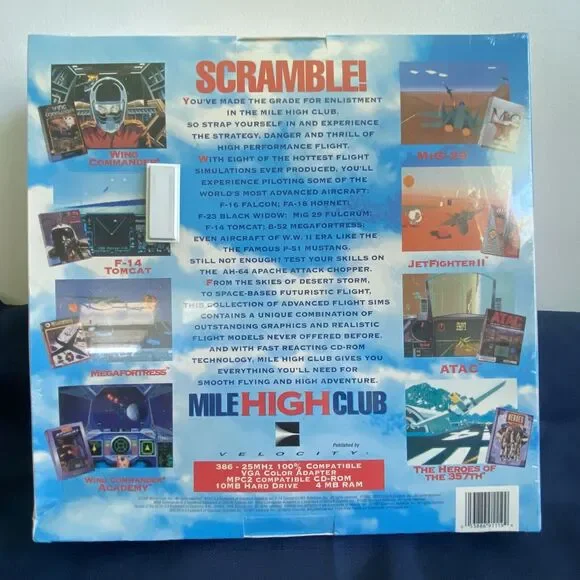 SCRAMBLE!
YOU'VE MADE THE GRADE FOR ENLISTMENT
IN THE MILE HIGH CLUB.
SO STRAP YOURSELF IN AND EXPERIENCE
THE STRATEGY, DANGER AND THRILL OF
HIGH PERFORMANCE FLIGHT.
WITH EIGHT OF THE HOTTEST FLIGHT
SIMULATIONS EVER PRODUCED, YOU'LL
EXPERIENCE PILOTING SOME OF THE
WORLD'S MOST ADVANCED AIRCRAFT:
F-16 FALCON; FA-18 HORNET;
F-23 BLACK WIDOW; MIG 29 FULCRUM;
F-14 TOMCAT; B-52 MEGAFORTRESS;
EVEN AIRCRAFT OF W.W. II ERA LIKE THE
THE FAMOUS P-51 MUSTANG.
STILL NOT ENOUGH? TEST YOUR SKILLS ON
THE AH-64 APACHE ATTACK CHOPPER.
FROM THE SKIES OF DESERT STORM,
TO SPACE-BASED FUTURISTIC FLIGHT,
THIS COLLECTION OF ADVANCED FLIGHT SIMS
CONTAINS A UNIQUE COMBINATION OF
OUTSTANDING GRAPHICS AND REALISTIC
FLIGHT MODELS NEVER OFFERED BEFORE.
AND WITH FAST REACTING CD-ROM
TECHNOLOGY, MILE HIGH CLUB GIVES YOU
EVERYTHING YOU'LL NEED FOR
SMOOTH FLYING AND HIGH ADVENTURE.
MILE HIGH CLUB
Published by
VELOCITY
386 - 25MHZ 100% COMPATIBLE
VGA COLOR ADAPTER
MPC2 COMPATIBLE CD-ROM
10MB HARD DRIVE 4 MB RAM
WING
COMMANDER
F-14
TOMCAT
MEGAFORTRESS™
WING COMMANDER
ACADEMY™
MIG-29
JETFIGHTER II™
ATAC™
THE HEROES OF
THE 357TH™
HEROES
ATAC